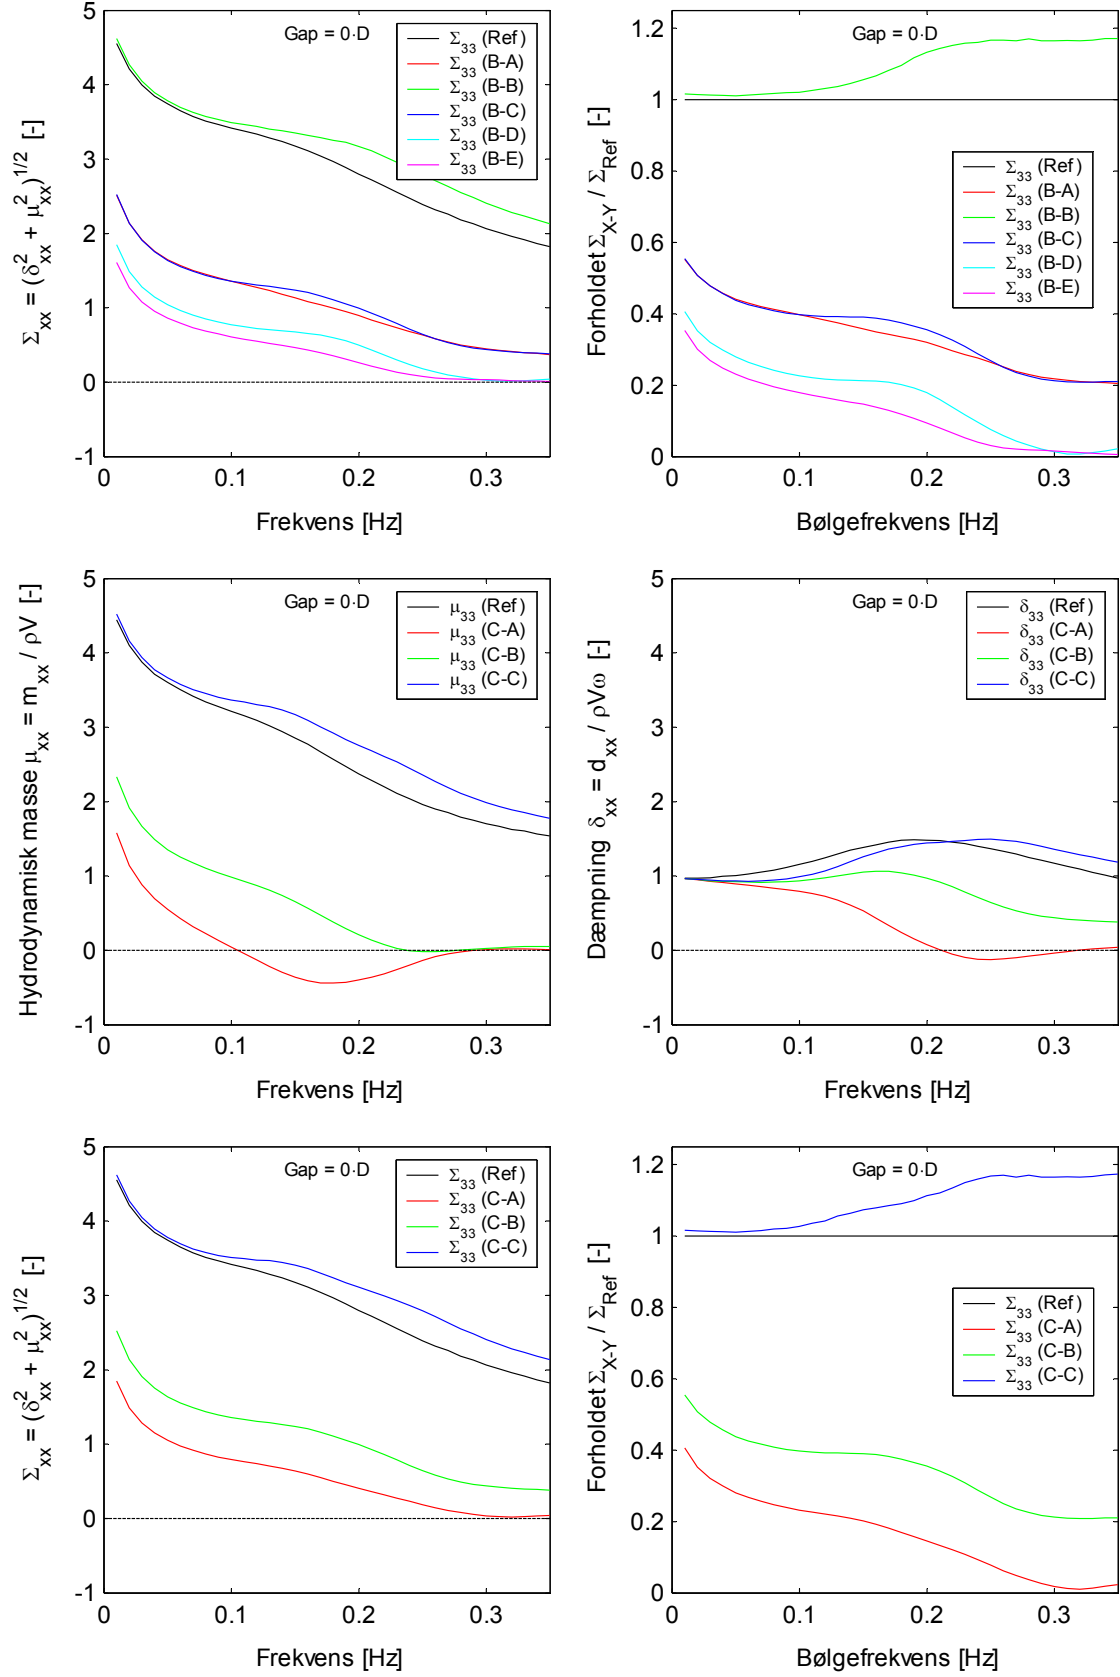 5
4
3
2
1
0
-1
0
0.1
0.2
0.3
Gap = 0·D
Σ33 (Ref)
Σ33 (B-A)
Σ33 (B-B)
Σ33 (B-C)
Σ33 (B-D)
Σ33 (B-E)
Σxx = (δ²xx + μ²xx)1/2 [-]
Frekvens [Hz]
1.2
1
0.8
0.6
0.4
0.2
0
0
0.1
0.2
0.3
Gap = 0·D
Σ33 (Ref)
Σ33 (B-A)
Σ33 (B-B)
Σ33 (B-C)
Σ33 (B-D)
Σ33 (B-E)
Forholdet ΣX-Y / ΣRef [-]
Bølgefrekvens [Hz]
5
4
3
2
1
0
-1
0
0.1
0.2
0.3
Gap = 0·D
μ33 (Ref)
μ33 (C-A)
μ33 (C-B)
μ33 (C-C)
Hydrodynamisk masse μxx = mxx / ρV [-]
Frekvens [Hz]
5
4
3
2
1
0
-1
0
0.1
0.2
0.3
Gap = 0·D
δ33 (Ref)
δ33 (C-A)
δ33 (C-B)
δ33 (C-C)
Dæmpning δxx = dxx / ρVω [-]
Frekvens [Hz]
5
4
3
2
1
0
-1
0
0.1
0.2
0.3
Gap = 0·D
Σ33 (Ref)
Σ33 (C-A)
Σ33 (C-B)
Σ33 (C-C)
Σxx = (δ²xx + μ²xx)1/2 [-]
Frekvens [Hz]
1.2
1
0.8
0.6
0.4
0.2
0
0
0.1
0.2
0.3
Gap = 0·D
Σ33 (Ref)
Σ33 (C-A)
Σ33 (C-B)
Σ33 (C-C)
Forholdet ΣX-Y / ΣRef [-]
Bølgefrekvens [Hz]